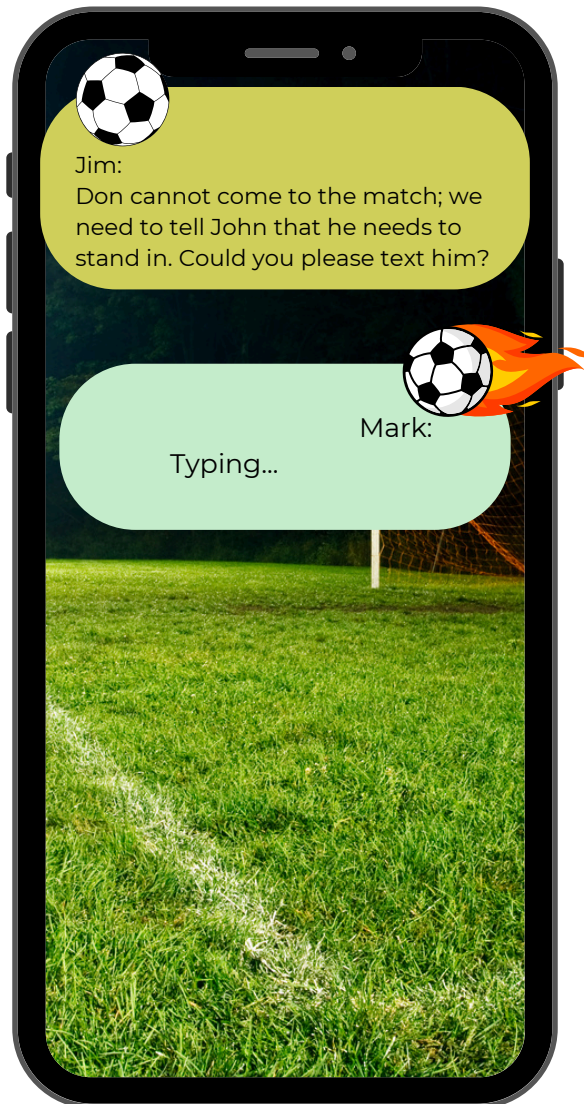 Jim:
Don cannot come to the match; we
need to tell John that he needs to
stand in. Could you please text him?
Mark:
Typing...